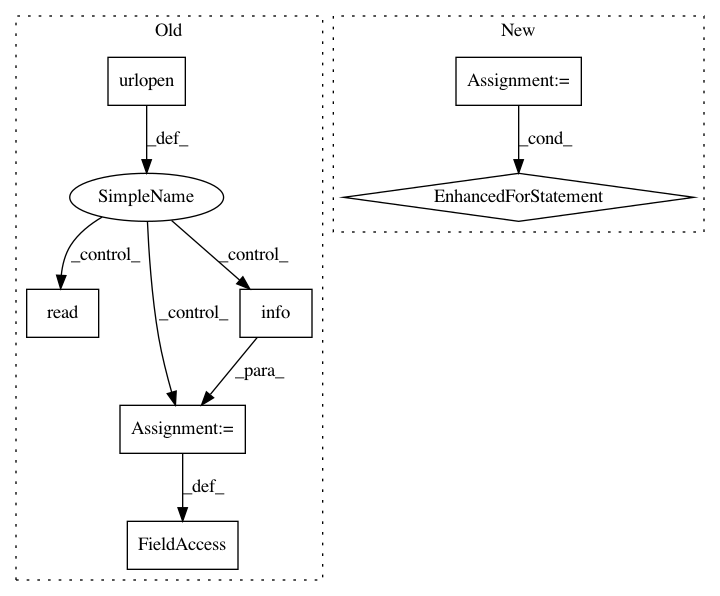 Old
New
urlopen
Assignment:=
_def_
_cond_
SimpleName
EnhancedForStatement
_control_
_control_
_control_
read
info
_para_
Assignment:=
_def_
FieldAccess